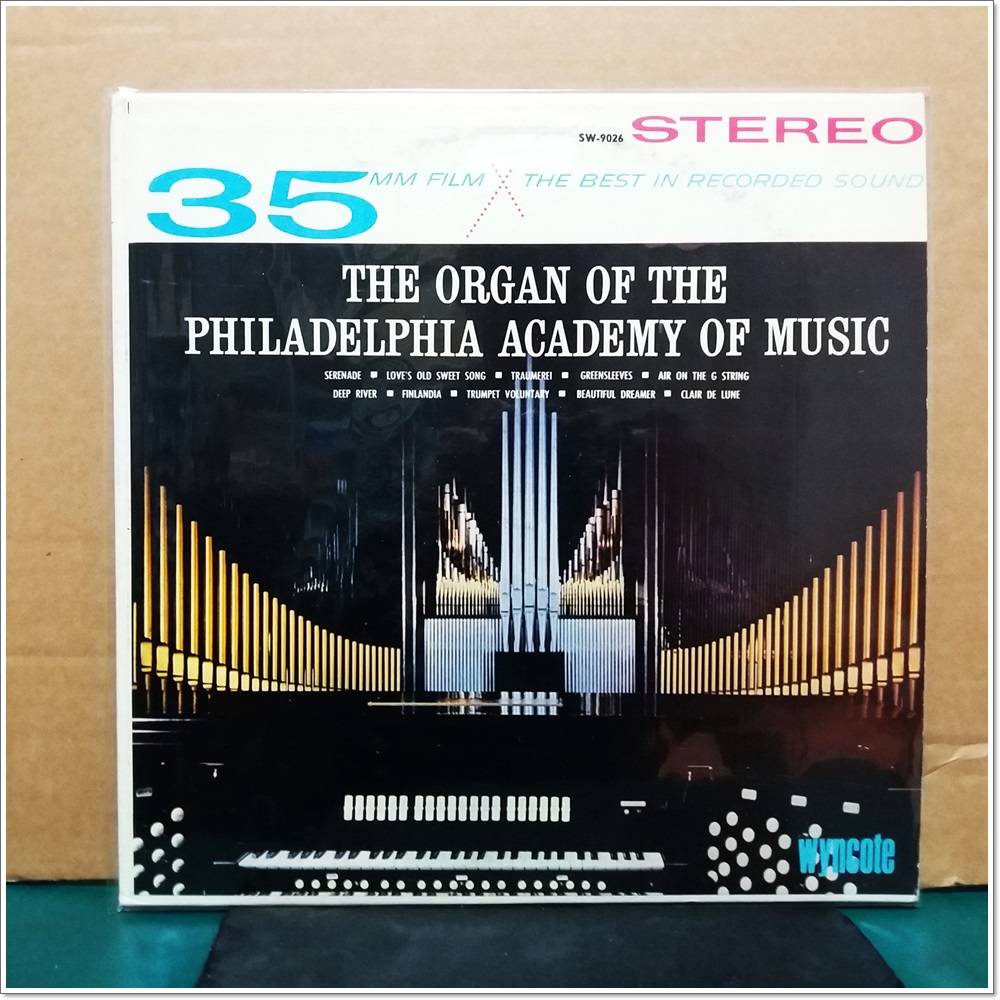 SW-9026 STEREO
35 MM FILM THE BEST IN RECORDED SOUND
THE ORGAN OF THE
PHILADELPHIA ACADEMY OF MUSIC
SERENADE ■ LOVE'S OLD SWEET SONG ■ TRAUMEREI ■ GREENSLEEVES ■ AIR ON THE G STRING
DEEP RIVER ■ FINLANDIA ■ TRUMPET VOLUNTARY ■ BEAUTIFUL DREAMER ■ CLAIR DE LUNE
wyncote